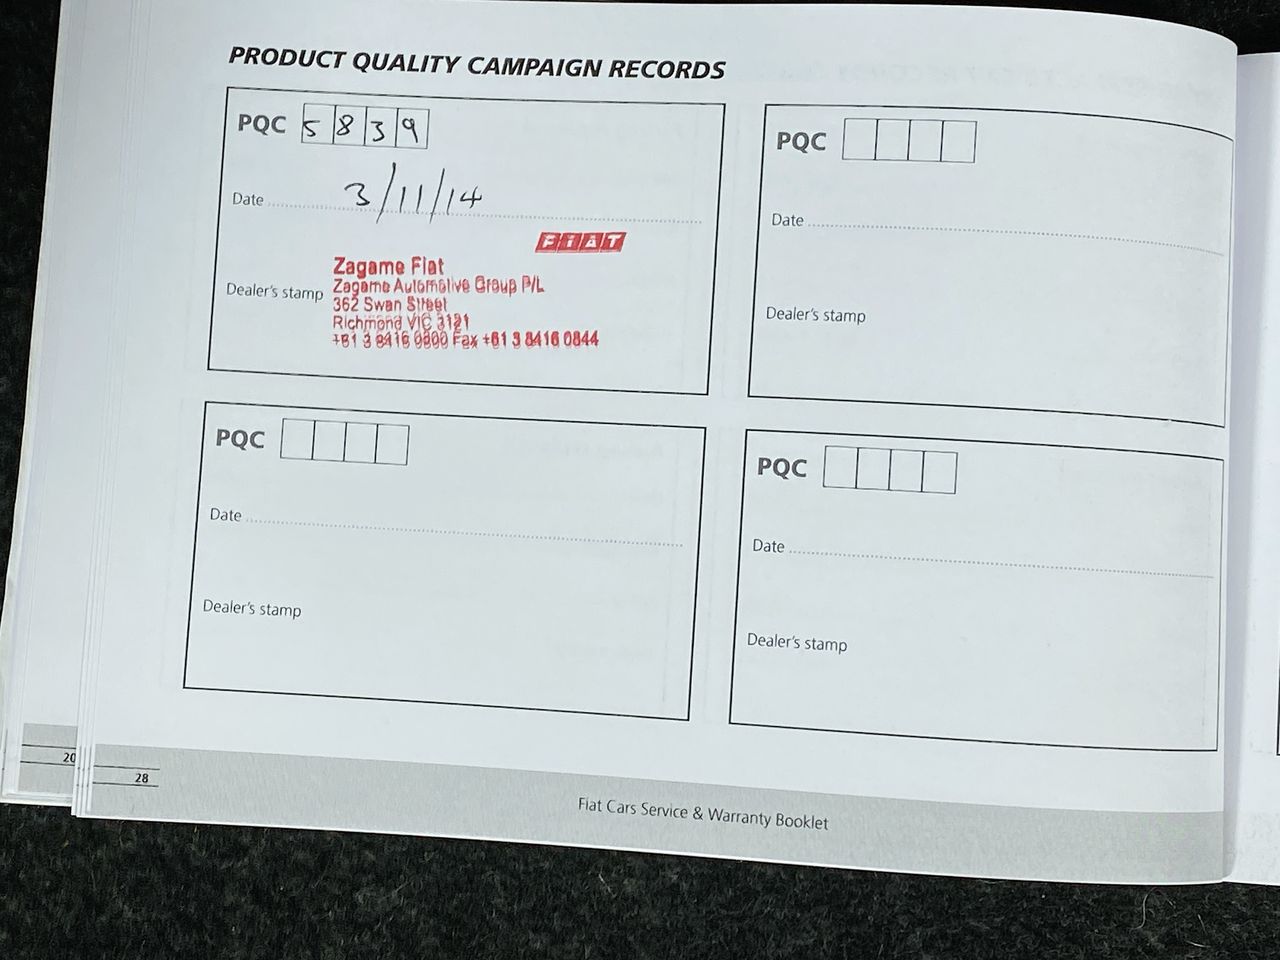 PRODUCT QUALITY CAMPAIGN RECORDS
PQC 5 8 3 9
Date 3/11/14
FIAT
Dealer's stamp
Zagame Fiat
Zagame Automotive Group P/L
362 Swan Street
Richmond VIC 3121
+61 3 8416 0800 Fax +61 3 8416 0844
PQC
Date
Dealer's stamp
PQC
Date
Dealer's stamp
PQC
Date
Dealer's stamp
20
28
Fiat Cars Service & Warranty Booklet